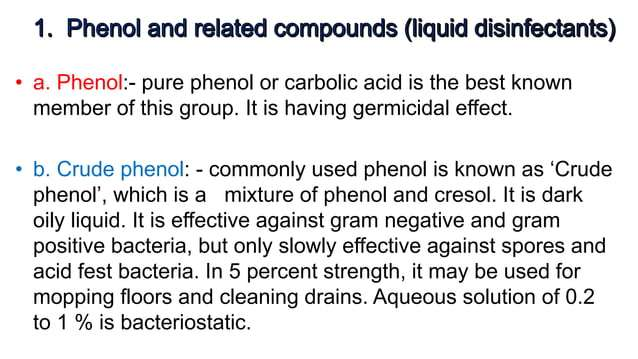 1. Phenol and related compounds (liquid disinfectants)
• a. Phenol:- pure phenol or carbolic acid is the best known
member of this group. It is having germicidal effect.
• b. Crude phenol: - commonly used phenol is known as ‘Crude
phenol’, which is a mixture of phenol and cresol. It is dark
oily liquid. It is effective against gram negative and gram
positive bacteria, but only slowly effective against spores and
acid fest bacteria. In 5 percent strength, it may be used for
mopping floors and cleaning drains. Aqueous solution of 0.2
to 1 % is bacteriostatic.